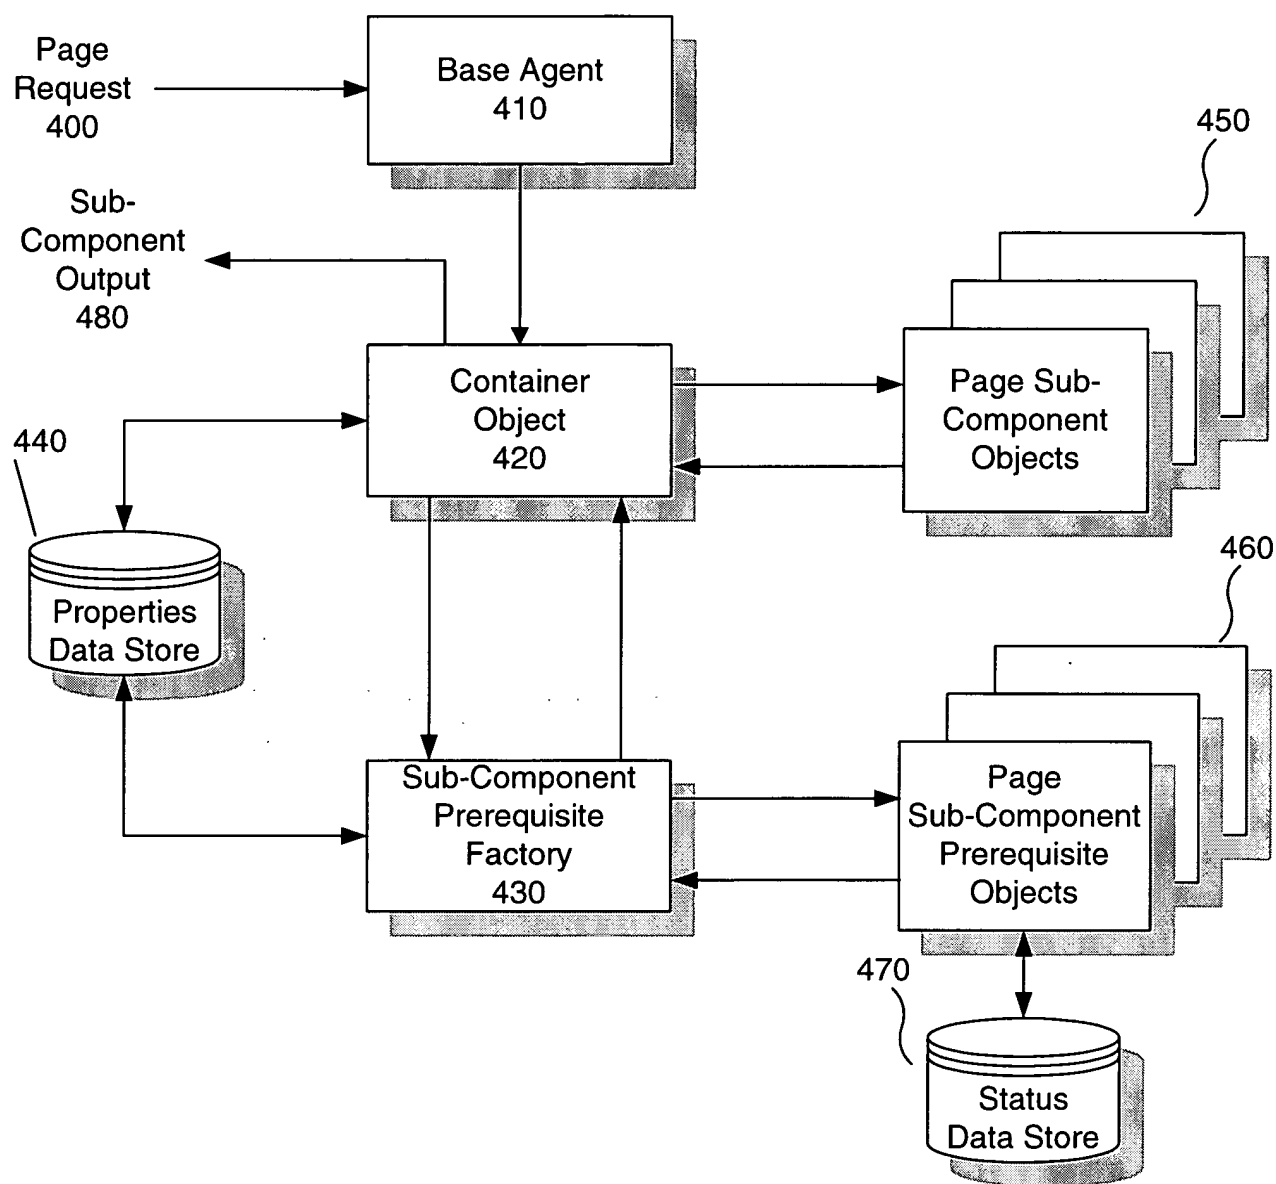 Page
Request
400
Base Agent
410
450
Sub-
Component
Output
480
Container
Object
420
Page Sub-
Component
Objects
440
Properties
Data Store
460
Sub-Component
Prerequisite
Factory
430
Page
Sub-Component
Prerequisite
Objects
470
Status
Data Store